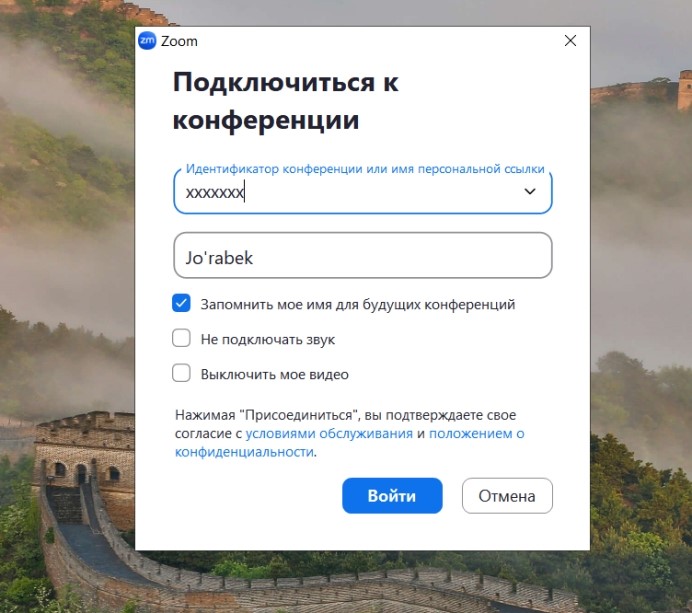 zm Zoom
Подключиться к
конференции
Идентификатор конференции или имя персональной ссылки
xxxxxxx
Jo'rabek
Запомнить мое имя для будущих конференций
Не подключать звук
Выключить мое видео
Нажимая "Присоединиться", вы подтверждаете свое
согласие с условиями обслуживания и положением о
конфиденциальности.
Войти Отмена